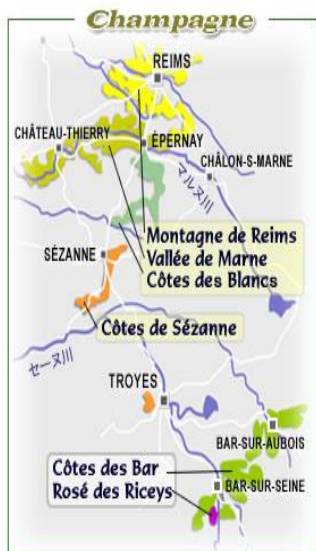 Champagne
REIMS
CHÂTEAU-THIERRY
ÉPERNAY
CHÂLON-S-MARNE
マルヌ川
Montagne de Reims
Vallée de Marne
Côtes des Blancs
SÉZANNE
Côtes de Sézanne
セーヌ川
TROYES
BAR-SUR-AUBOIS
Côtes des Bar
Rosé des Riceys
BAR-SUR-SEINE